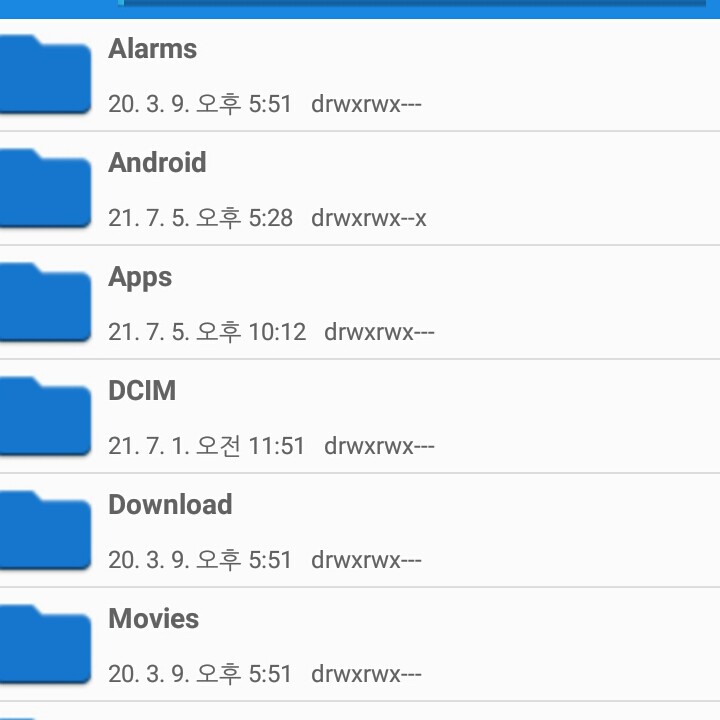 Alarms
20. 3. 9. 오후 5:51 drwxrwx---
Android
21. 7. 5. 오후 5:28 drwxrwx--x
Apps
21. 7. 5. 오후 10:12 drwxrwx---
DCIM
21. 7. 1. 오전 11:51 drwxrwx---
Download
20. 3. 9. 오후 5:51 drwxrwx---
Movies
20. 3. 9. 오후 5:51 drwxrwx---